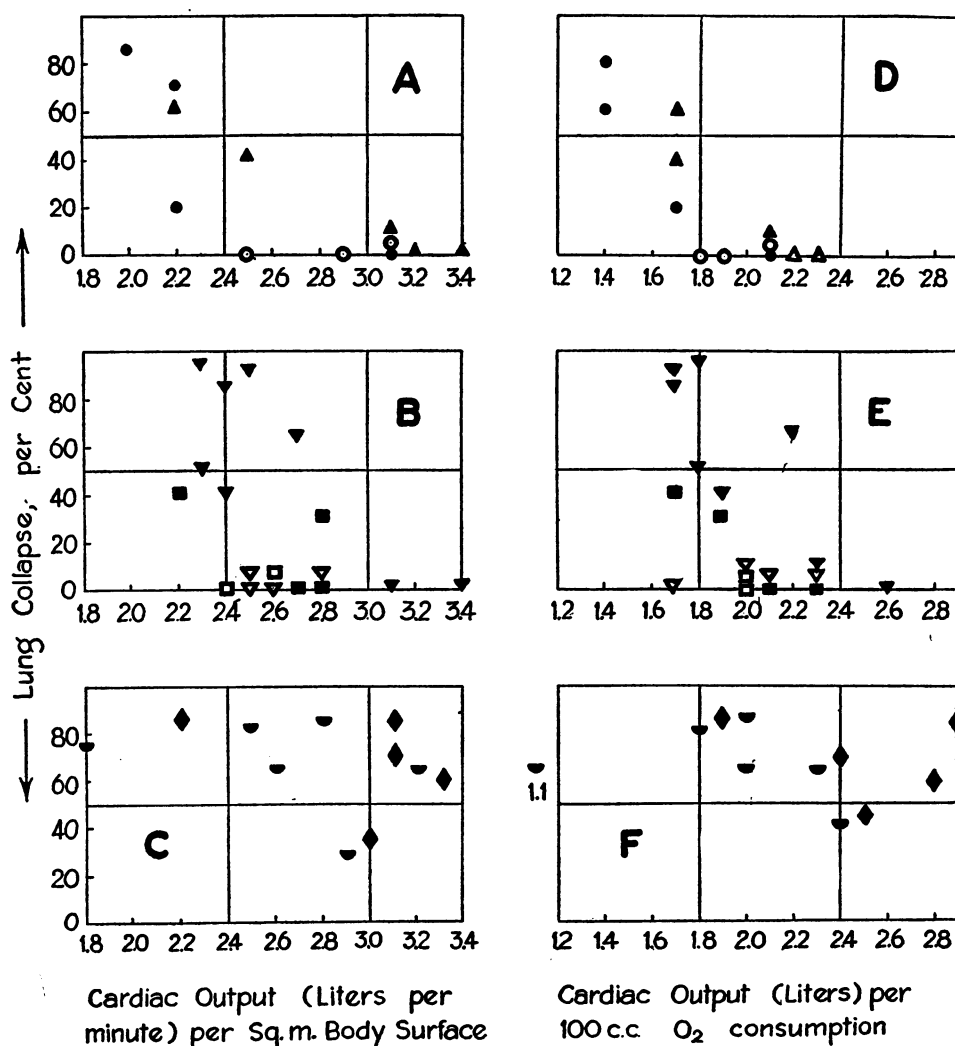 80
60
40
20
0
A
1.8 2.0 2.2 2.4 2.6 2.8 3.0 3.2 3.4
D
1.2 1.4 1.6 1.8 2.0 2.2 2.4 2.6 2.8
Lung Collapse, per Cent
80
60
40
20
0
B
1.8 2.0 2.2 2.4 2.6 2.8 3.0 3.2 3.4
E
1.2 1.4 1.6 1.8 2.0 2.2 2.4 2.6 2.8
80
60
40
20
0
C
1.8 2.2 2.2 2.4 2.6 2.8 3.0 3.2 3.4
1.1
F
1.2 1.4 1.6 1.8 2.0 2.2 2.4 2.6 2.8
Cardiac Output (Liters per
minute) per Sq. m. Body Surface
Cardiac Output (Liters) per
100 c.c. O2 consumption